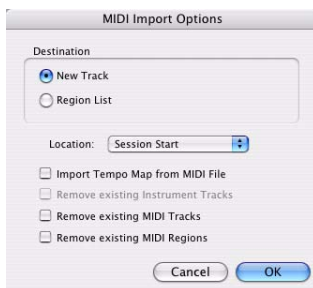 MIDI Import Options
Destination
New Track
Region List
Location: Session Start
Import Tempo Map from MIDI File
Remove existing Instrument Tracks
Remove existing MIDI Tracks
Remove existing MIDI Regions
Cancel OK